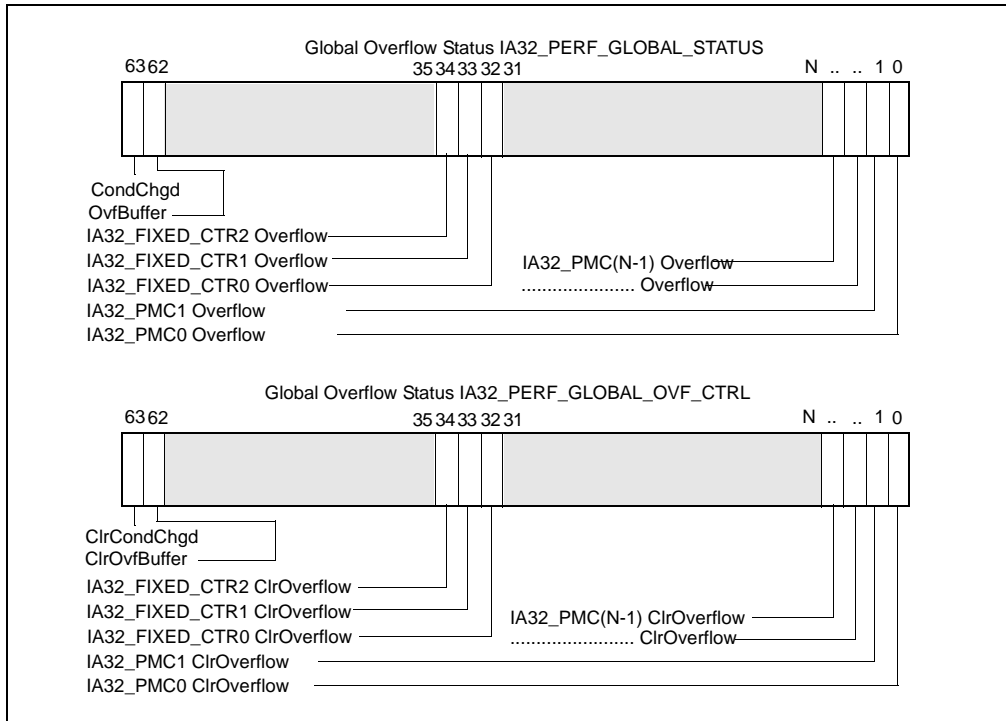 Global Overflow Status IA32_PERF_GLOBAL_STATUS
63 62 35 34 33 32 31 N .. .. 1 0
CondChgd
OvfBuffer
IA32_FIXED_CTR2 Overflow
IA32_FIXED_CTR1 Overflow
IA32_FIXED_CTR0 Overflow
IA32_PMC1 Overflow
IA32_PMC0 Overflow
IA32_PMC(N-1) Overflow
....................... Overflow
Global Overflow Status IA32_PERF_GLOBAL_OVF_CTRL
63 62 35 34 33 32 31 N .. .. 1 0
ClrCondChgd
ClrOvfBuffer
IA32_FIXED_CTR2 ClrOverflow
IA32_FIXED_CTR1 ClrOverflow
IA32_FIXED_CTR0 ClrOverflow
IA32_PMC1 ClrOverflow
IA32_PMC0 ClrOverflow
IA32_PMC(N-1) ClrOverflow
......................... ClrOverflow